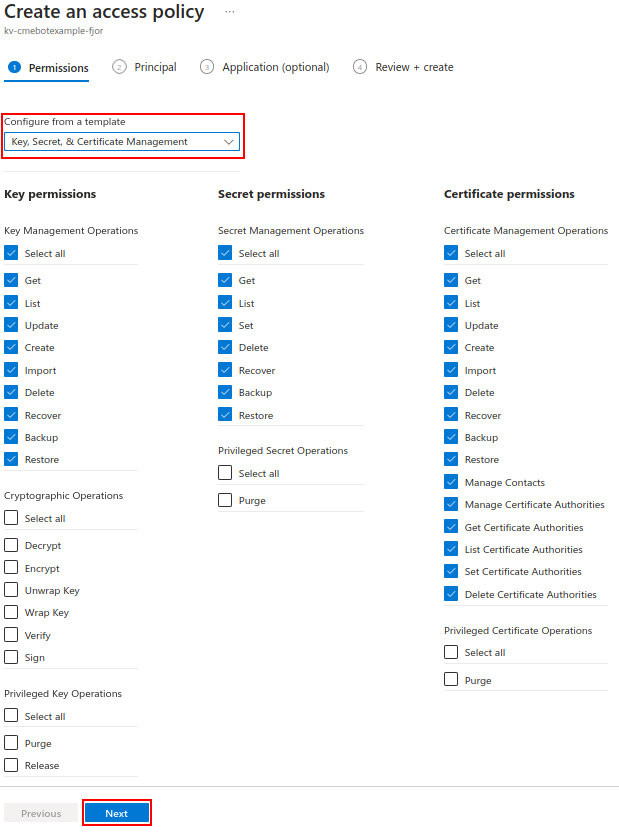 Create an access policy ...
kv-cmebotexample-fjor
1 Permissions 2 Principal 3 Application (optional) 4 Review + create
Configure from a template
Key, Secret, & Certificate Management
Key permissions
Key Management Operations
Select all
Get
List
Update
Create
Import
Delete
Recover
Backup
Restore
Cryptographic Operations
Select all
Decrypt
Encrypt
Unwrap Key
Wrap Key
Verify
Sign
Privileged Key Operations
Select all
Purge
Release
Secret permissions
Secret Management Operations
Select all
Get
List
Set
Delete
Recover
Backup
Restore
Privileged Secret Operations
Select all
Purge
Certificate permissions
Certificate Management Operations
Select all
Get
List
Update
Create
Import
Delete
Recover
Backup
Restore
Manage Contacts
Manage Certificate Authorities
Get Certificate Authorities
List Certificate Authorities
Set Certificate Authorities
Delete Certificate Authorities
Privileged Certificate Operations
Select all
Purge
Previous Next